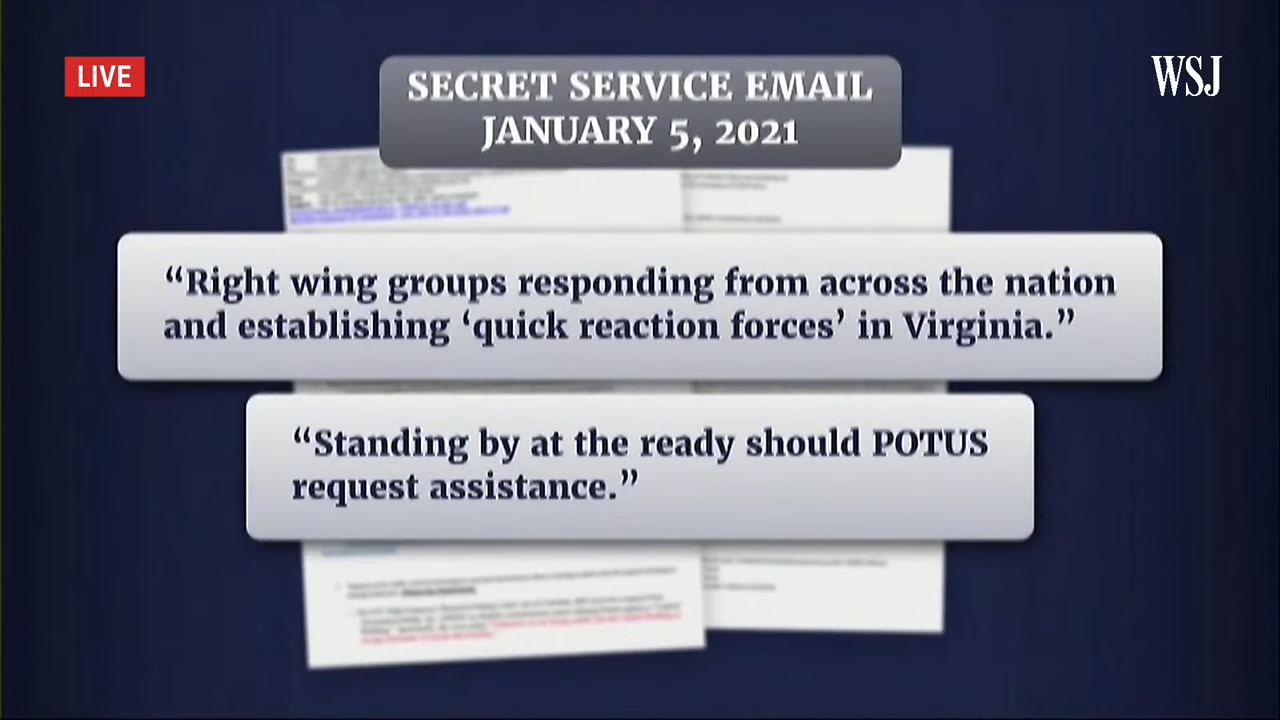 LIVE
WSJ
SECRET SERVICE EMAIL
JANUARY 5, 2021
“Right wing groups responding from across the nation
and establishing ‘quick reaction forces’ in Virginia.”
“Standing by at the ready should POTUS
request assistance.”